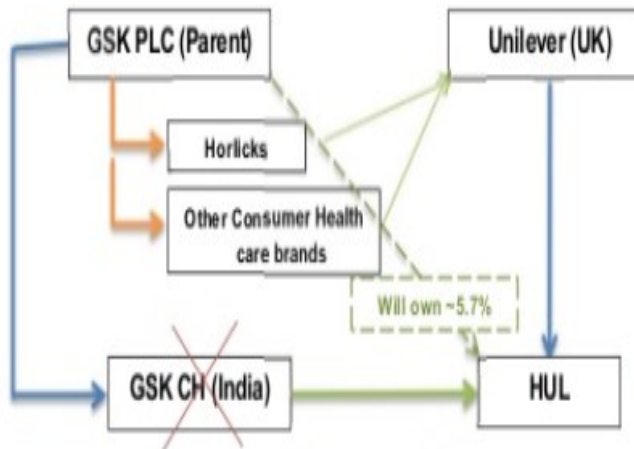 GSK PLC (Parent)
Unilever (UK)
Horlicks
Other Consumer Health
care brands
Will own ~5.7%
GSK CH (India)
HUL